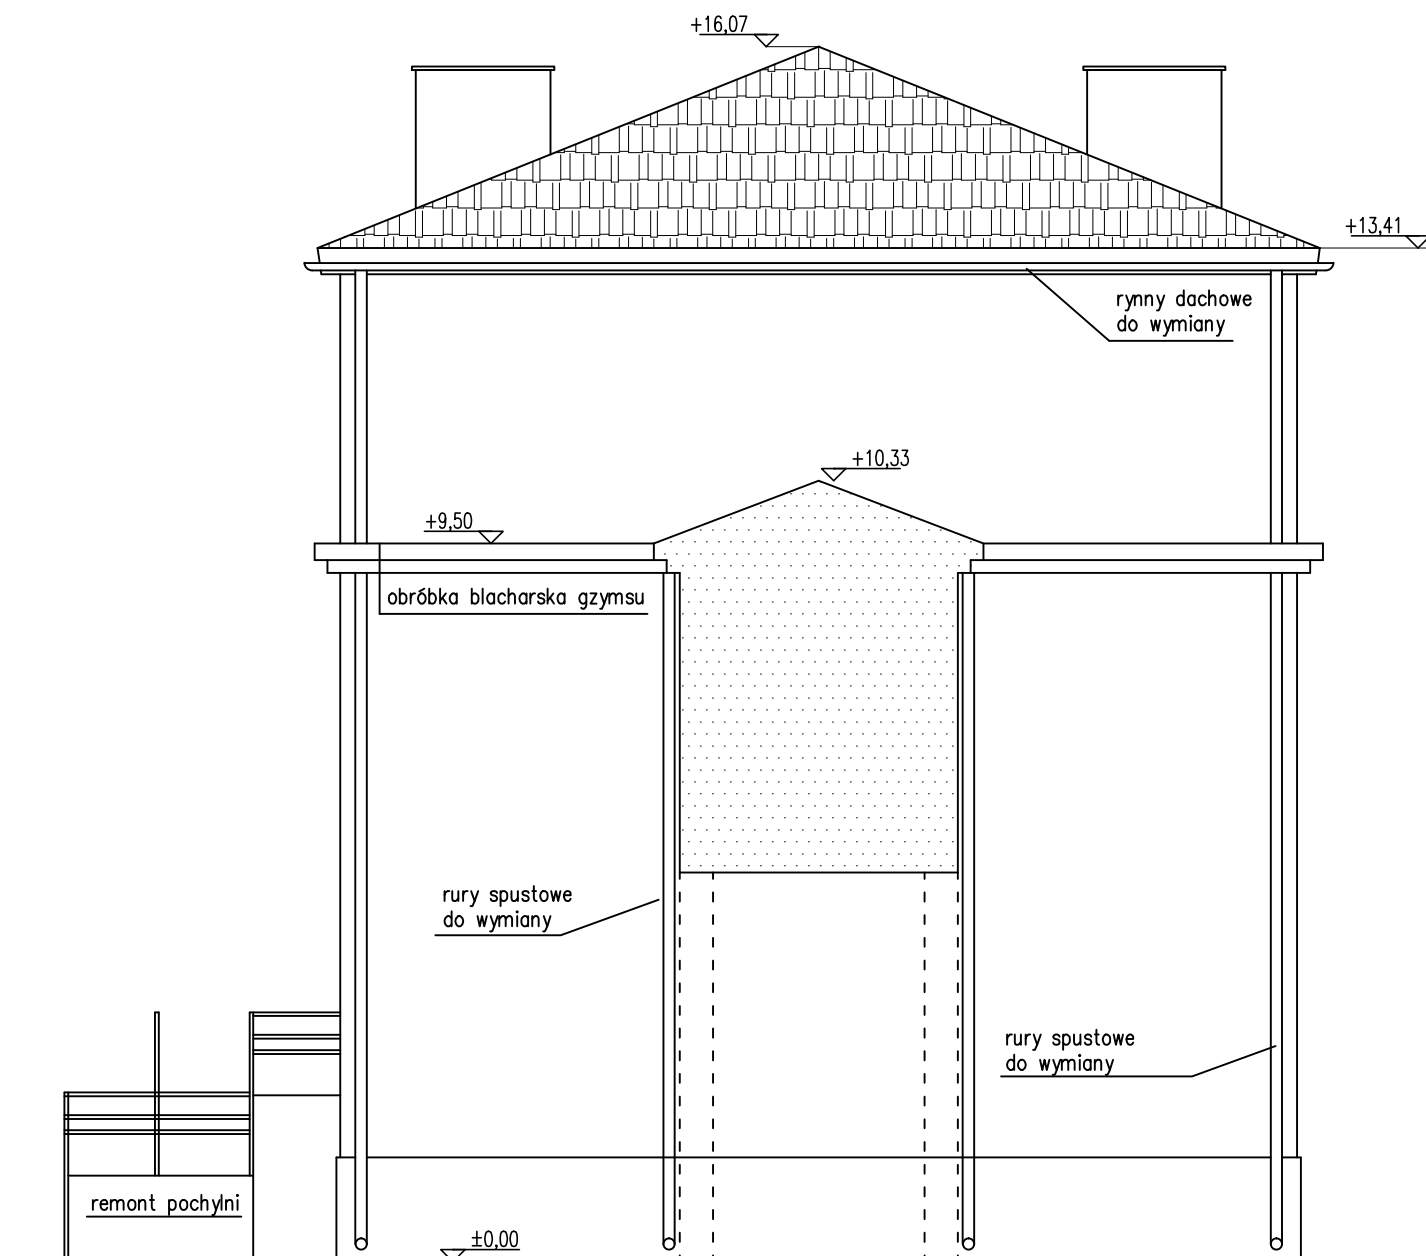 +16,07
+13,41
rynny dachowe
do wymiany
+10,33
+9,50
obróbka blacharska gzymsu
rury spustowe
do wymiany
rury spustowe
do wymiany
remont pochylni
±0,00